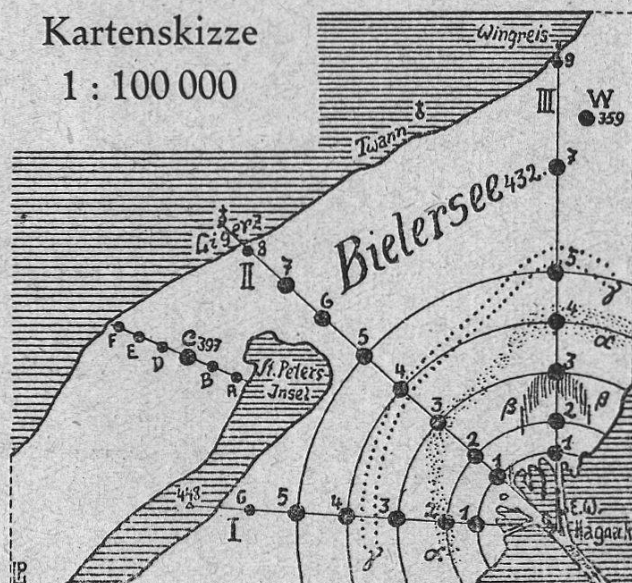 Kartenskizze
1 : 100 000
Wingreis
9
III
W
359
Twann
7
Bielersee 432.
Ligerz
8
II
7
5
γ
6
4
α
F E D C 397 B A
5
St. Peters
Insel
4
3
β β
3
2
2
1
1
448
6 5 4 3 2 1
I
E.W.
Hagneck
γ α
P